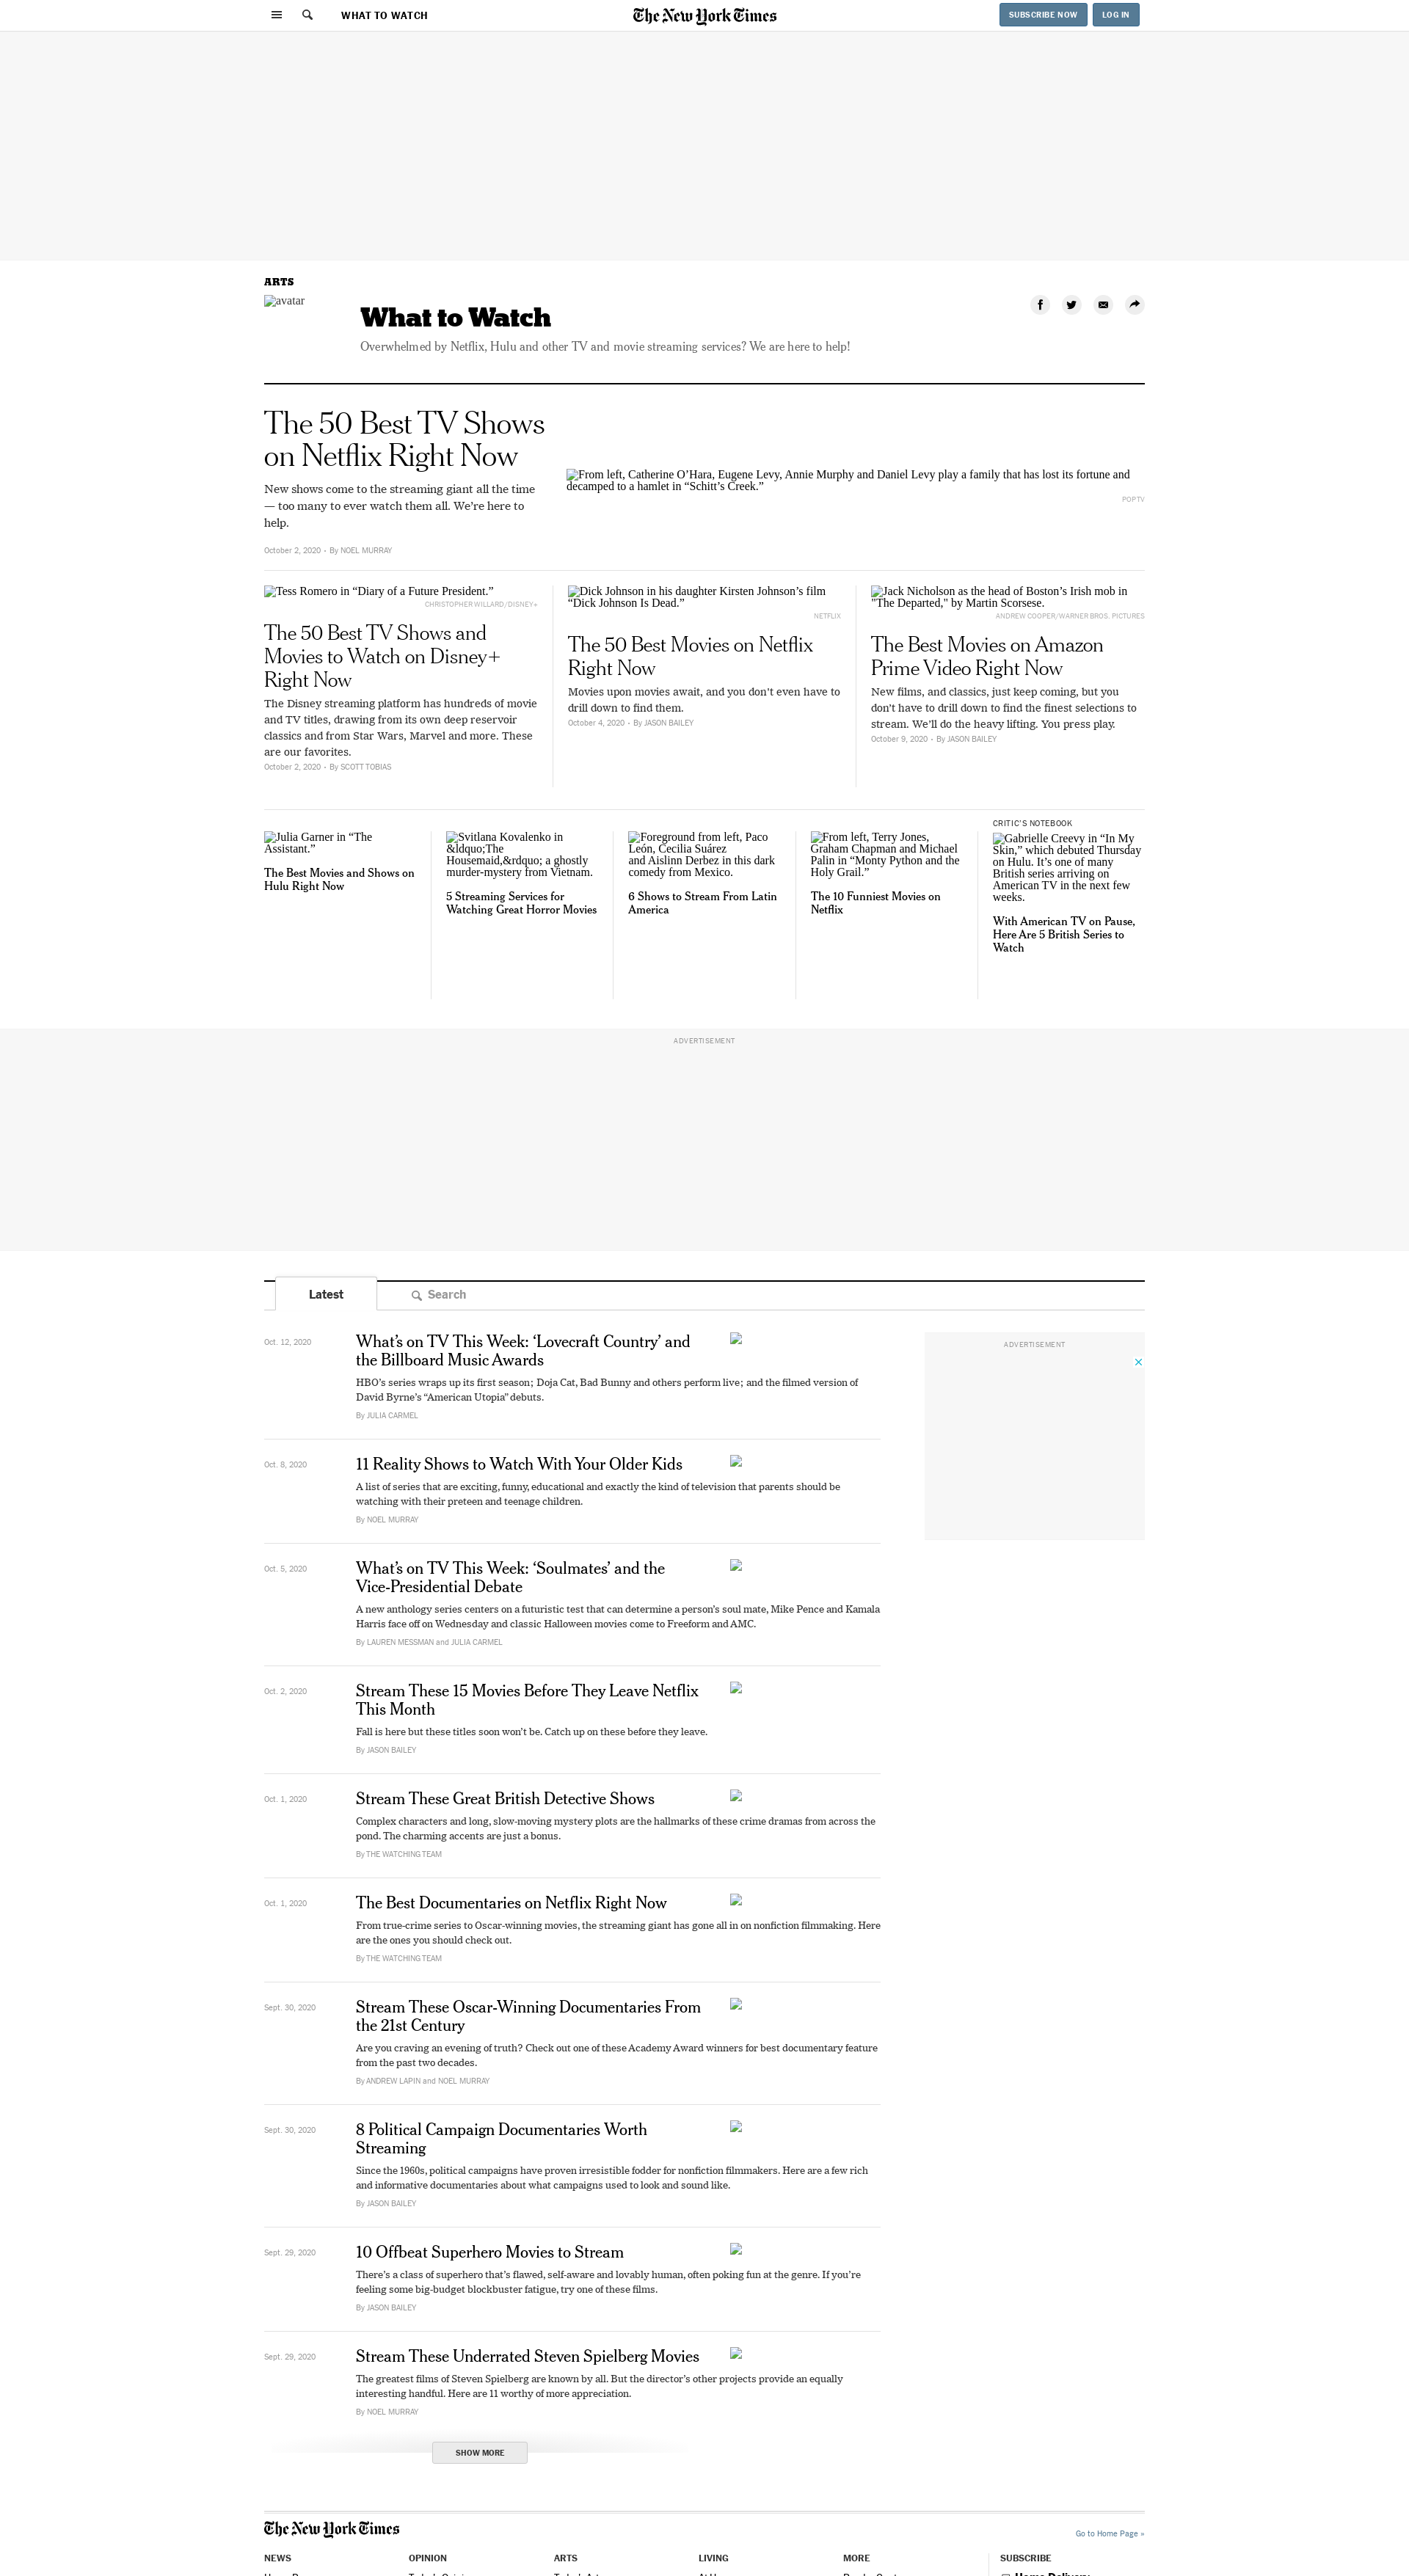 WHAT TO WATCH
The New York Times
SUBSCRIBE NOW
LOG IN
ARTS
avatar
What to Watch
Overwhelmed by Netflix, Hulu and other TV and movie streaming services? We are here to help!
The 50 Best TV Shows
on Netflix Right Now
New shows come to the streaming giant all the time
— too many to ever watch them all. We’re here to
help.
October 2, 2020 • By NOEL MURRAY
From left, Catherine O’Hara, Eugene Levy, Annie Murphy and Daniel Levy play a family that has lost its fortune and
decamped to a hamlet in “Schitt’s Creek.”
POP TV
Tess Romero in “Diary of a Future President.”
CHRISTOPHER WILLARD/DISNEY+
The 50 Best TV Shows and
Movies to Watch on Disney+
Right Now
The Disney streaming platform has hundreds of movie
and TV titles, drawing from its own deep reservoir
classics and from Star Wars, Marvel and more. These
are our favorites.
October 2, 2020 • By SCOTT TOBIAS
Dick Johnson in his daughter Kirsten Johnson’s film
“Dick Johnson Is Dead.”
NETFLIX
The 50 Best Movies on Netflix
Right Now
Movies upon movies await, and you don’t even have to
drill down to find them.
October 4, 2020 • By JASON BAILEY
Jack Nicholson as the head of Boston’s Irish mob in
"The Departed," by Martin Scorsese.
ANDREW COOPER/WARNER BROS. PICTURES
The Best Movies on Amazon
Prime Video Right Now
New films, and classics, just keep coming, but you
don’t have to drill down to find the finest selections to
stream. We’ll do the heavy lifting. You press play.
October 9, 2020 • By JASON BAILEY
Julia Garner in “The
Assistant.”
The Best Movies and Shows on
Hulu Right Now
Svitlana Kovalenko in
&ldquo;The
Housemaid,&rdquo; a ghostly
murder-mystery from Vietnam.
5 Streaming Services for
Watching Great Horror Movies
Foreground from left, Paco
León, Cecilia Suárez
and Aislinn Derbez in this dark
comedy from Mexico.
6 Shows to Stream From Latin
America
From left, Terry Jones,
Graham Chapman and Michael
Palin in “Monty Python and the
Holy Grail.”
The 10 Funniest Movies on
Netflix
CRITIC’S NOTEBOOK
Gabrielle Creevy in “In My
Skin,” which debuted Thursday
on Hulu. It’s one of many
British series arriving on
American TV in the next few
weeks.
With American TV on Pause,
Here Are 5 British Series to
Watch
ADVERTISEMENT
Latest
Search
Oct. 12, 2020
What’s on TV This Week: ‘Lovecraft Country’ and
the Billboard Music Awards
HBO’s series wraps up its first season; Doja Cat, Bad Bunny and others perform live; and the filmed version of
David Byrne’s “American Utopia” debuts.
By JULIA CARMEL
ADVERTISEMENT
Oct. 8, 2020
11 Reality Shows to Watch With Your Older Kids
A list of series that are exciting, funny, educational and exactly the kind of television that parents should be
watching with their preteen and teenage children.
By NOEL MURRAY
Oct. 5, 2020
What’s on TV This Week: ‘Soulmates’ and the
Vice-Presidential Debate
A new anthology series centers on a futuristic test that can determine a person’s soul mate, Mike Pence and Kamala
Harris face off on Wednesday and classic Halloween movies come to Freeform and AMC.
By LAUREN MESSMAN and JULIA CARMEL
Oct. 2, 2020
Stream These 15 Movies Before They Leave Netflix
This Month
Fall is here but these titles soon won’t be. Catch up on these before they leave.
By JASON BAILEY
Oct. 1, 2020
Stream These Great British Detective Shows
Complex characters and long, slow-moving mystery plots are the hallmarks of these crime dramas from across the
pond. The charming accents are just a bonus.
By THE WATCHING TEAM
Oct. 1, 2020
The Best Documentaries on Netflix Right Now
From true-crime series to Oscar-winning movies, the streaming giant has gone all in on nonfiction filmmaking. Here
are the ones you should check out.
By THE WATCHING TEAM
Sept. 30, 2020
Stream These Oscar-Winning Documentaries From
the 21st Century
Are you craving an evening of truth? Check out one of these Academy Award winners for best documentary feature
from the past two decades.
By ANDREW LAPIN and NOEL MURRAY
Sept. 30, 2020
8 Political Campaign Documentaries Worth
Streaming
Since the 1960s, political campaigns have proven irresistible fodder for nonfiction filmmakers. Here are a few rich
and informative documentaries about what campaigns used to look and sound like.
By JASON BAILEY
Sept. 29, 2020
10 Offbeat Superhero Movies to Stream
There’s a class of superhero that’s flawed, self-aware and lovably human, often poking fun at the genre. If you’re
feeling some big-budget blockbuster fatigue, try one of these films.
By JASON BAILEY
Sept. 29, 2020
Stream These Underrated Steven Spielberg Movies
The greatest films of Steven Spielberg are known by all. But the director’s other projects provide an equally
interesting handful. Here are 11 worthy of more appreciation.
By NOEL MURRAY
SHOW MORE
The New York Times
Go to Home Page »
NEWS
OPINION
ARTS
LIVING
MORE
SUBSCRIBE